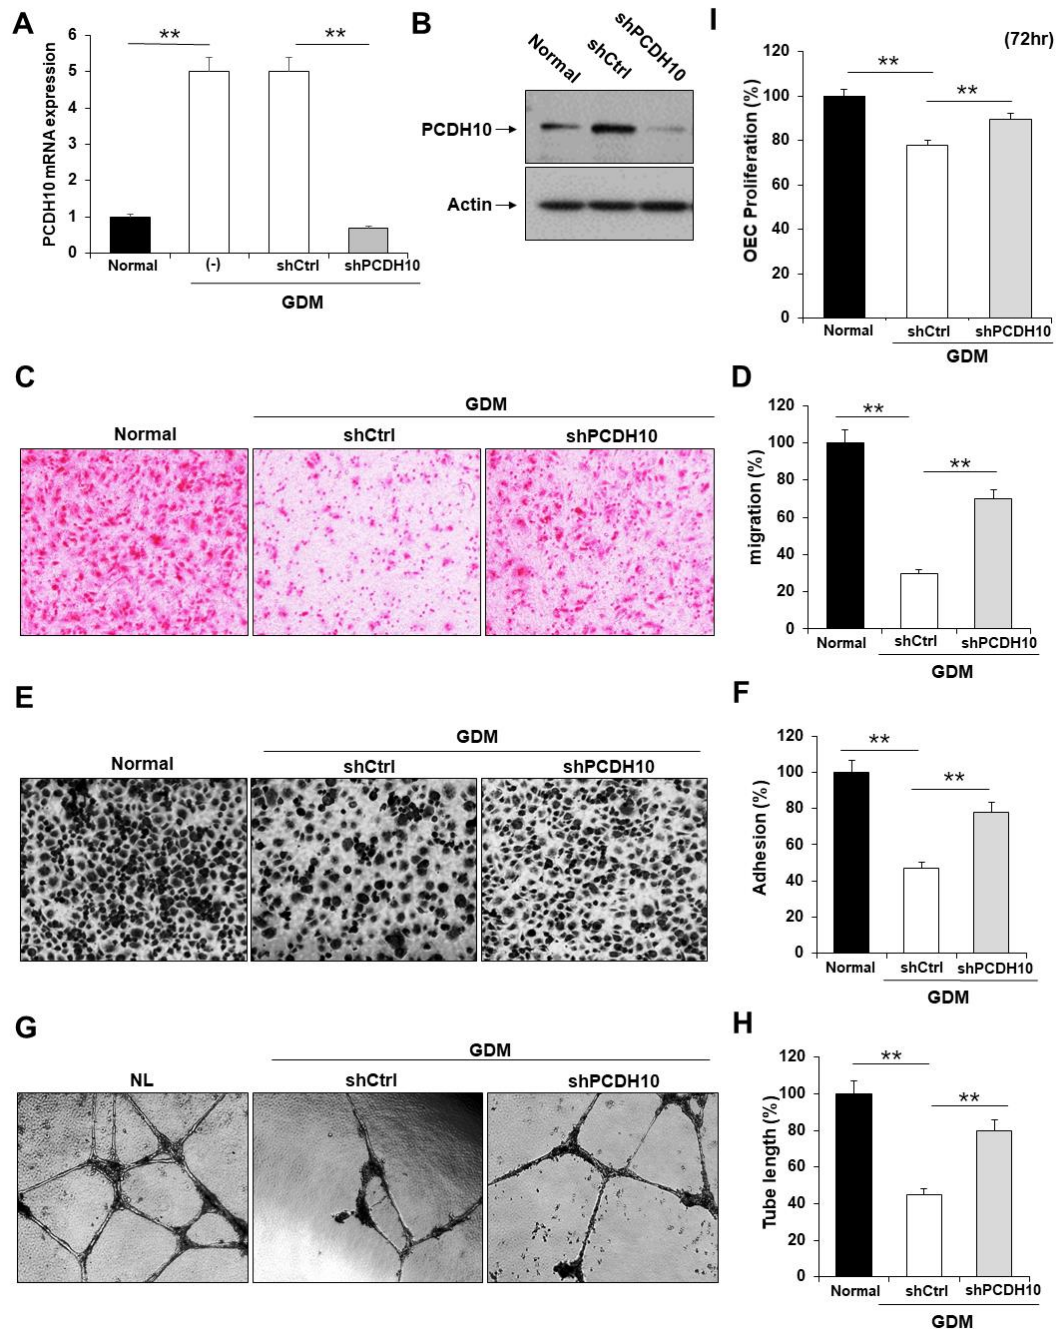 A
PCDH10 mRNA expression
6
5
4
3
2
1
0
**
**
Normal
(-)
shCtrl
shPCDH10
GDM
B
Normal
shCtrl
shPCDH10
PCDH10
Actin
I
(72hr)
OEC Proliferation (%)
120
100
80
60
40
20
0
**
**
Normal
shCtrl
shPCDH10
GDM
C
GDM
Normal
shCtrl
shPCDH10
D
migration (%)
120
100
80
60
40
20
0
**
**
Normal
shCtrl
shPCDH10
GDM
E
GDM
Normal
shCtrl
shPCDH10
F
Adhesion (%)
120
100
80
60
40
20
0
**
**
Normal
shCtrl
shPCDH10
GDM
G
GDM
NL
shCtrl
shPCDH10
H
Tube length (%)
120
100
80
60
40
20
0
**
**
Normal
shCtrl
shPCDH10
GDM